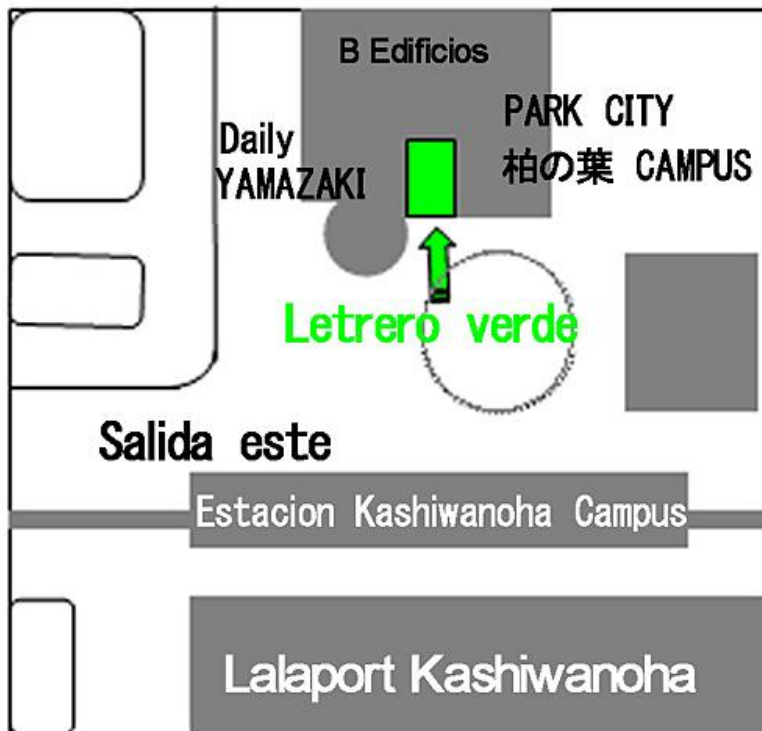 B Edificios
Daily
YAMAZAKI
PARK CITY
柏の葉 CAMPUS
Letrero verde
Salida este
Estacion Kashiwanoha Campus
Lalaport Kashiwanoha